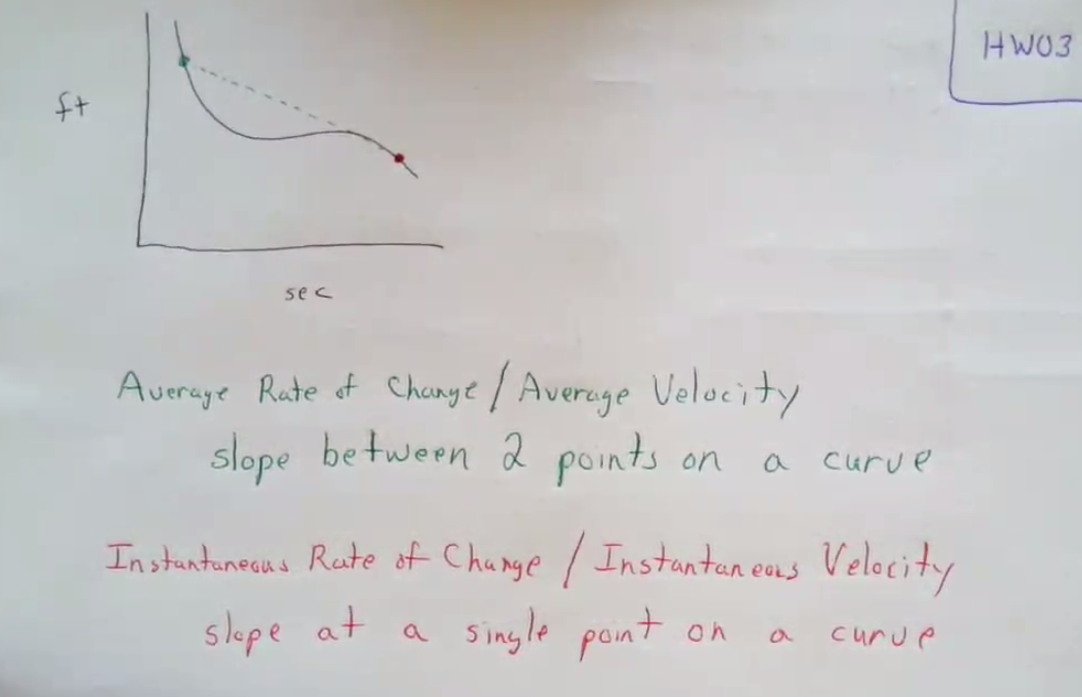 HW03
ft
sec
Average Rate of Change / Average Velocity
slope between 2 points on a curve
Instantaneous Rate of Change / Instantaneous Velocity
slope at a single point on a curve